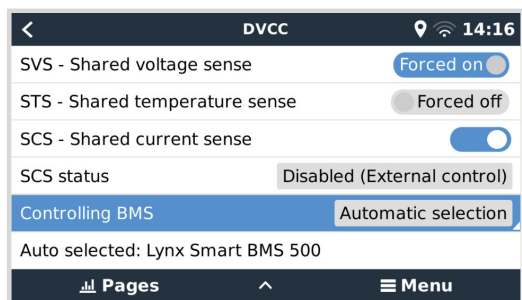 DVCC 14:16
SVS - Shared voltage sense Forced on
STS - Shared temperature sense Forced off
SCS - Shared current sense
SCS status Disabled (External control)
Controlling BMS Automatic selection
Auto selected: Lynx Smart BMS 500
Pages Menu